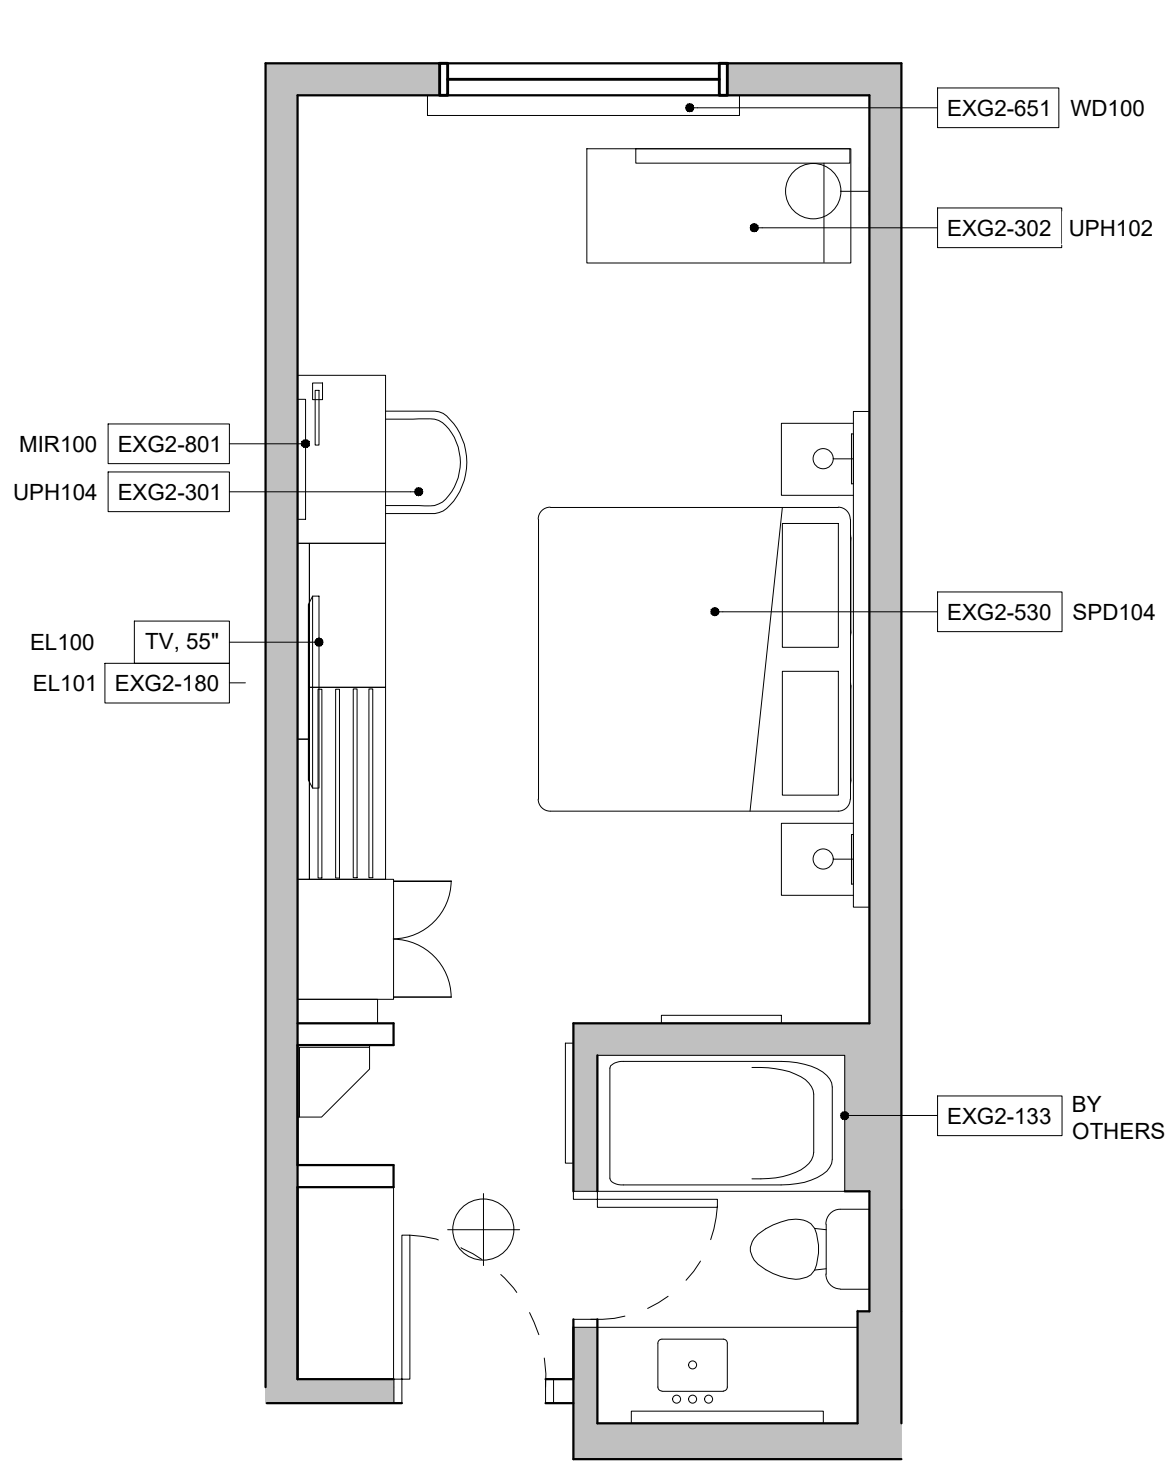 EXG2-651 WD100
EXG2-302 UPH102
MIR100 EXG2-801
UPH104 EXG2-301
EXG2-530 SPD104
EL100 TV, 55"
EL101 EXG2-180
EXG2-133 BY
OTHERS